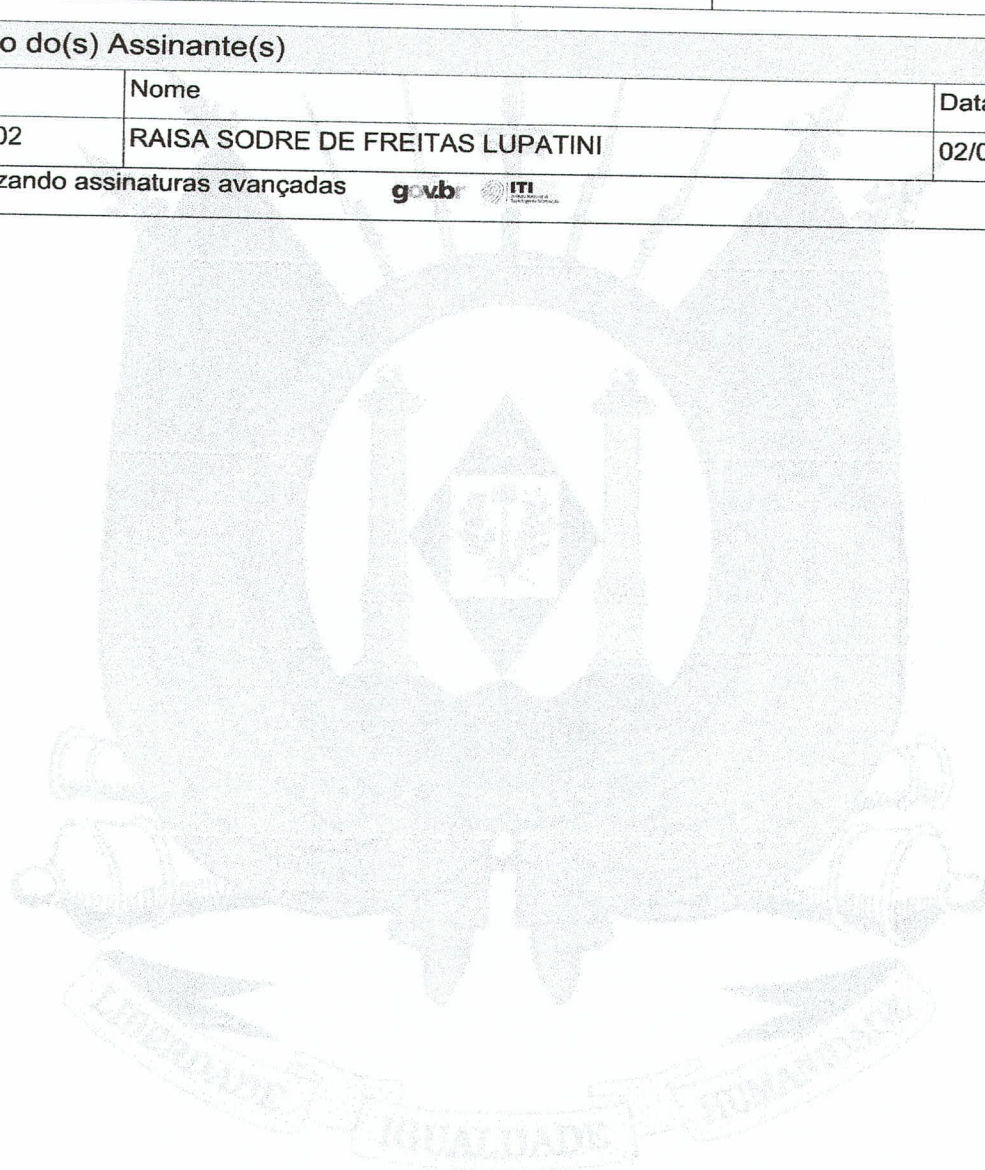 o do(s) Assinante(s)
Nome
Data
02
RAISA SODRE DE FREITAS LUPATINI
02/0
zando assinaturas avançadas gov.br ITI
LIBERDADE
IGUALDADE
HUMANIDADE